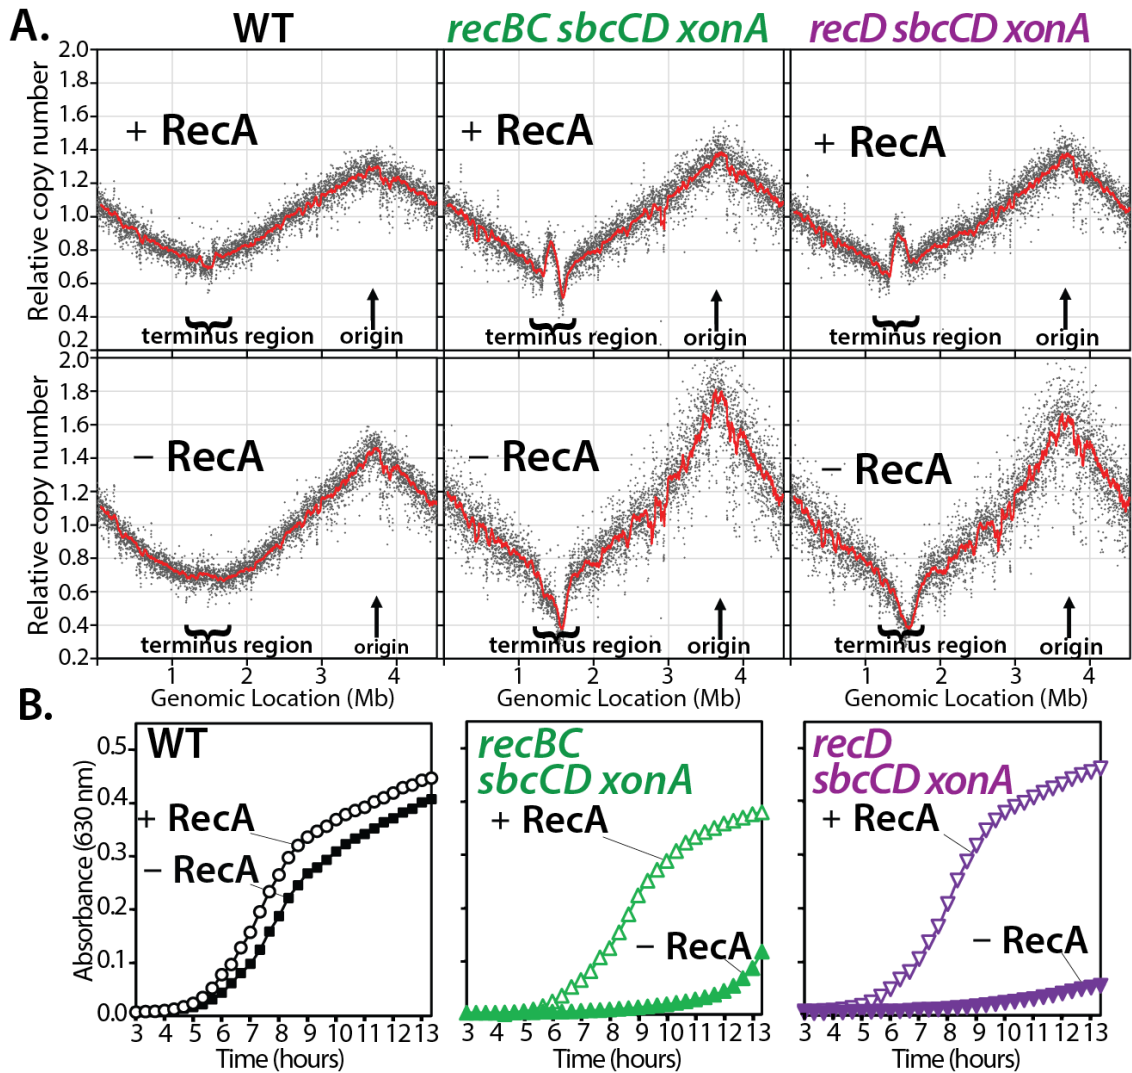 A.
WT
recBC sbcCD xonA
recD sbcCD xonA
Relative copy number
2.0
1.8
1.6
1.4
1.2
1.0
0.8
0.6
0.4
0.2
+ RecA
terminus region
origin
+ RecA
terminus region
origin
+ RecA
terminus region
origin
Relative copy number
2.0
1.8
1.6
1.4
1.2
1.0
0.8
0.6
0.4
0.2
− RecA
terminus region
origin
− RecA
terminus region
origin
− RecA
terminus region
origin
1 2 3 4
1 2 3 4
1 2 3 4
Genomic Location (Mb)
Genomic Location (Mb)
Genomic Location (Mb)
B.
Absorbance (630 nm)
0.5
0.4
0.3
0.2
0.1
0.0
WT
+ RecA
− RecA
3 4 5 6 7 8 9 10 11 12 13
Time (hours)
recBC
sbcCD xonA
+ RecA
− RecA
3 4 5 6 7 8 9 10 11 12 13
Time (hours)
recD
sbcCD xonA
+ RecA
− RecA
3 4 5 6 7 8 9 10 11 12 13
Time (hours)